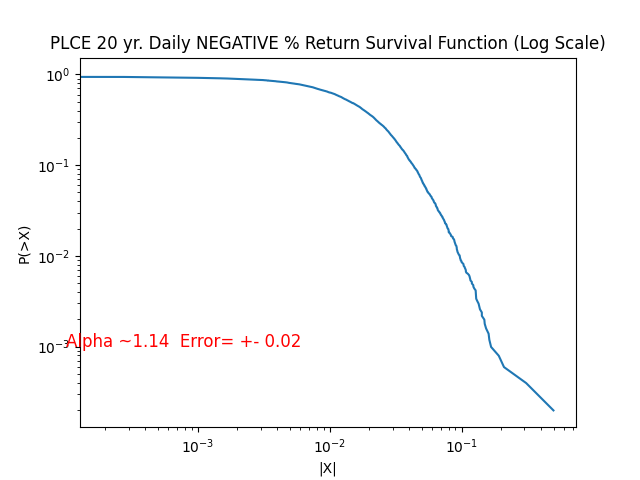 PLCE 20 yr. Daily NEGATIVE % Return Survival Function (Log Scale)
10⁰
10⁻¹
10⁻²
10⁻³
Alpha ~1.14  Error= +- 0.02
P(>X)
10⁻³
10⁻²
10⁻¹
|X|